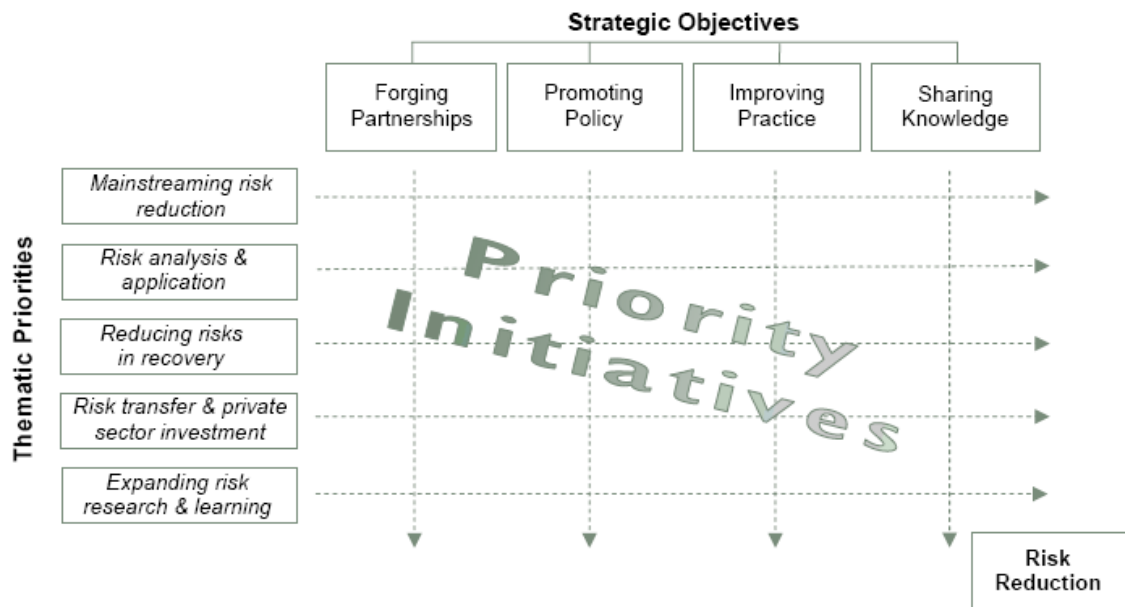 Strategic Objectives
Forging
Partnerships
Promoting
Policy
Improving
Practice
Sharing
Knowledge
Thematic Priorities
Mainstreaming risk
reduction
Risk analysis &
application
Reducing risks
in recovery
Risk transfer & private
sector investment
Expanding risk
research & learning
Priority
Initiatives
Risk
Reduction